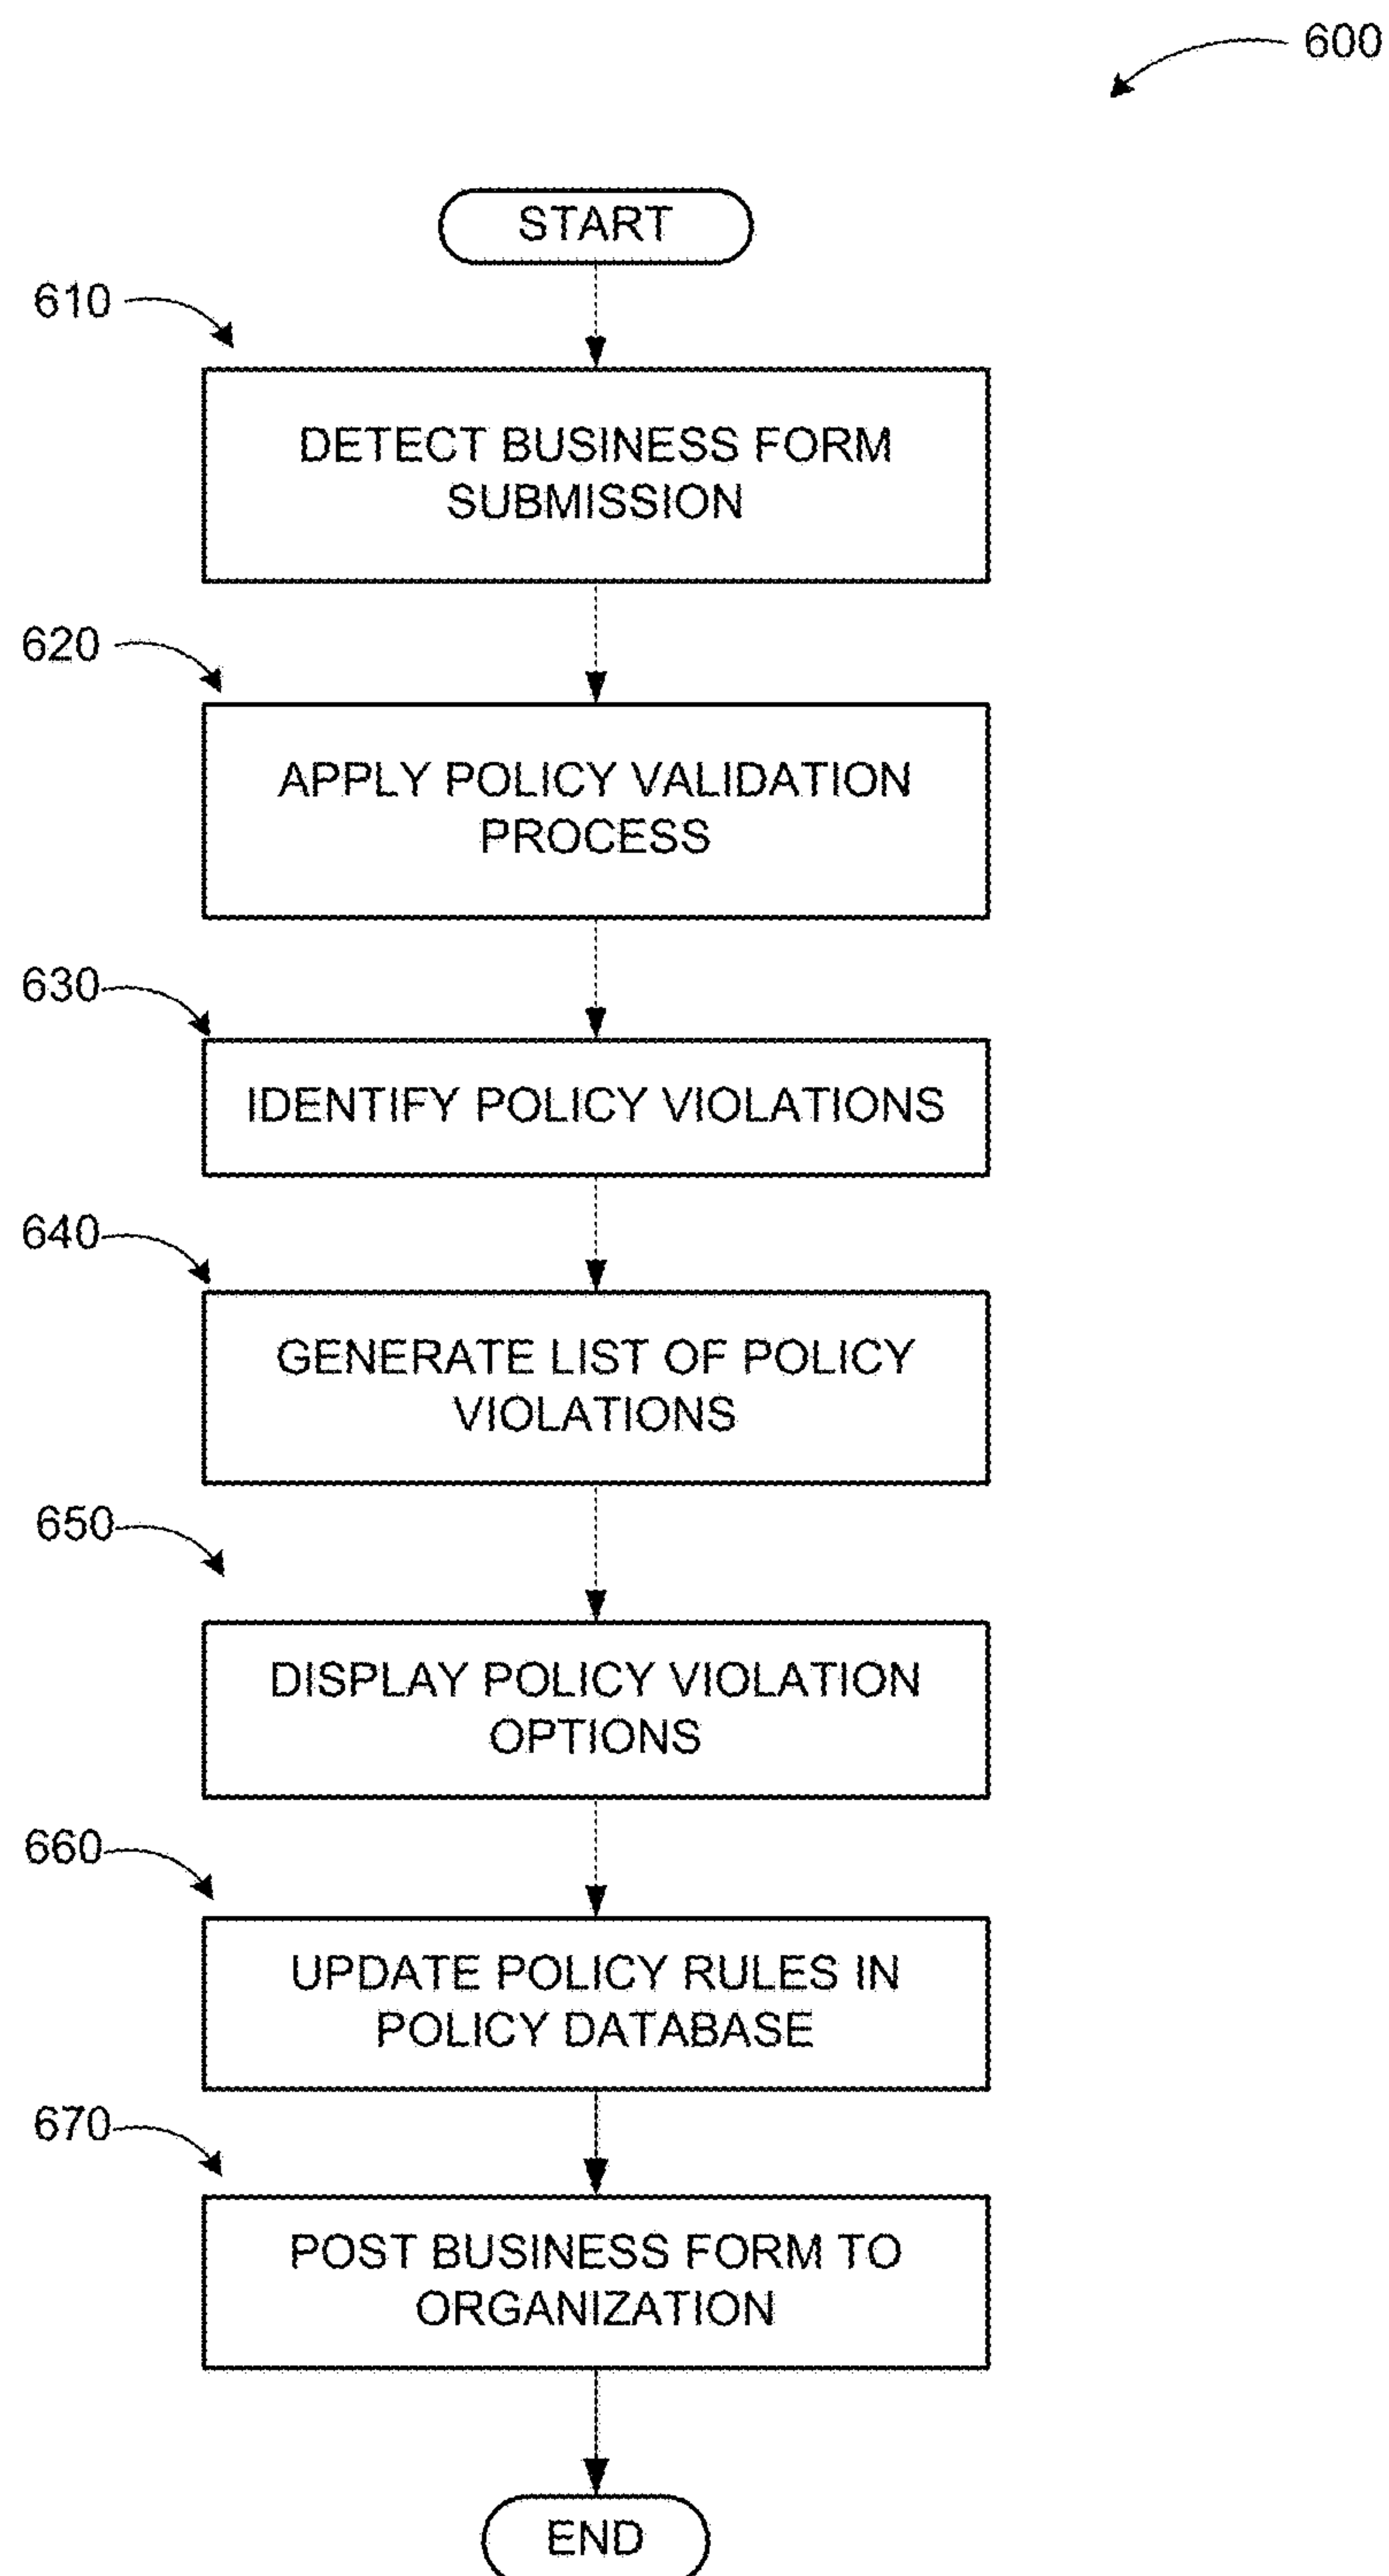 600
START
610
DETECT BUSINESS FORM
SUBMISSION
620
APPLY POLICY VALIDATION
PROCESS
630
IDENTIFY POLICY VIOLATIONS
640
GENERATE LIST OF POLICY
VIOLATIONS
650
DISPLAY POLICY VIOLATION
OPTIONS
660
UPDATE POLICY RULES IN
POLICY DATABASE
670
POST BUSINESS FORM TO
ORGANIZATION
END